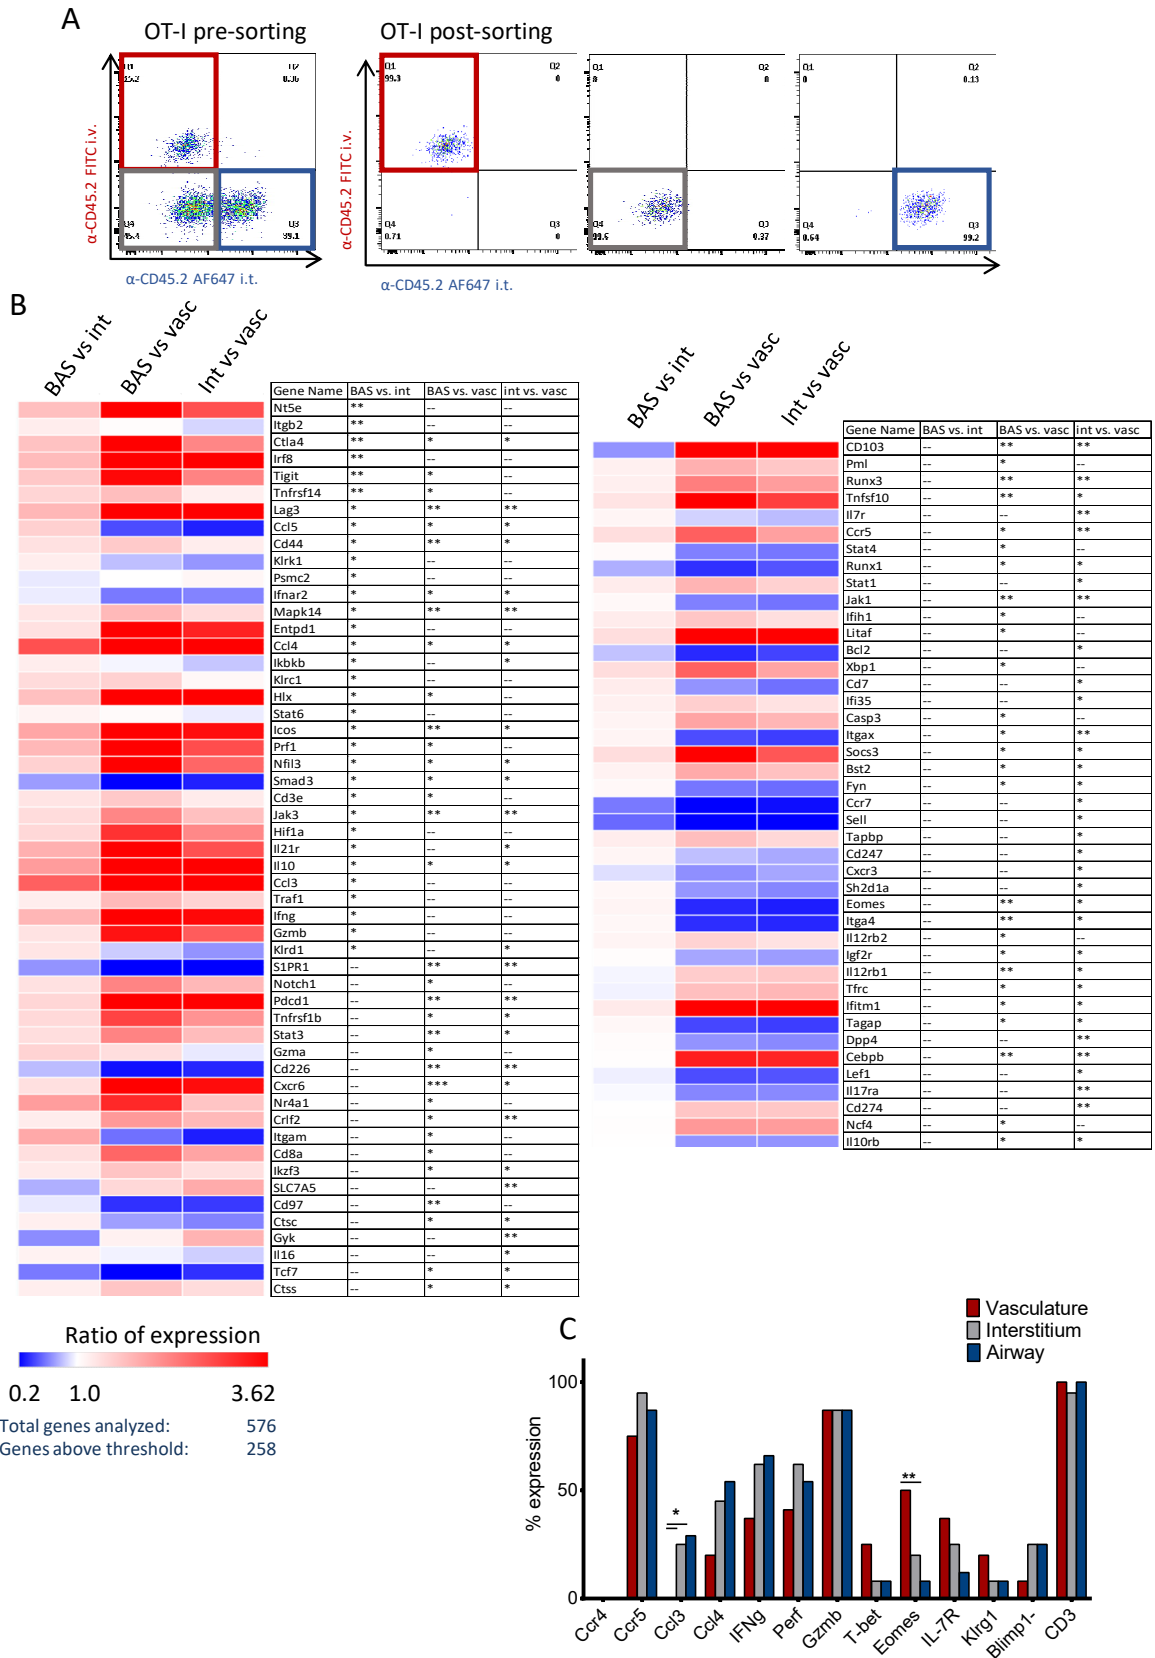 A
OT-I pre-sorting
OT-I post-sorting
α-CD45.2 FITC i.v.
Q2
0.36
Q4
Q3
39.1
α-CD45.2 AF647 i.t.
α-CD45.2 FITC i.v.
Q1
99.3
Q2
0
Q4
0.71
Q3
0
Q1
0
Q2
0
Q4
99.6
Q3
0.37
Q1
0
Q2
0.13
Q4
0.64
Q3
99.2
α-CD45.2 AF647 i.t.
B
BAS vs int
BAS vs vasc
Int vs vasc
Gene Name BAS vs. int BAS vs. vasc int vs. vasc
Nt5e ** -- --
Itgb2 ** -- --
Ctla4 ** * *
Irf8 ** -- --
Tigit ** * --
Tnfrsf14 ** * --
Lag3 * ** **
Ccl5 * * *
Cd44 * ** *
Klrk1 * -- --
Psmc2 * -- --
Ifnar2 * * *
Mapk14 * ** **
Entpd1 * -- --
Ccl4 * * *
Ikbkb * -- *
Klrc1 * -- --
Hlx * * --
Stat6 * -- --
Icos * ** *
Prf1 * * --
Nfil3 * * *
Smad3 * * *
Cd3e * * --
Jak3 * ** **
Hif1a * -- --
Il21r * -- *
Il10 * * *
Ccl3 * -- --
Traf1 * -- --
Ifng * -- --
Gzmb * -- --
Klrd1 * -- *
S1PR1 -- ** **
Notch1 -- * --
Pdcd1 -- ** **
Tnfrsf1b -- * *
Stat3 -- ** *
Gzma -- * --
Cd226 -- ** **
Cxcr6 -- *** *
Nr4a1 -- * --
Crlf2 -- * **
Itgam -- * --
Cd8a -- * --
Ikzf3 -- * *
SLC7A5 -- -- **
Cd97 -- ** --
Ctsc -- * *
Gyk -- -- **
Il16 -- -- *
Tcf7 -- * *
Ctss -- * *
BAS vs int
BAS vs vasc
Int vs vasc
Gene Name BAS vs. int BAS vs. vasc int vs. vasc
CD103 -- ** **
Pml -- * --
Runx3 -- ** **
Tnfsf10 -- ** *
Il7r -- -- **
Ccr5 -- * **
Stat4 -- * --
Runx1 -- * *
Stat1 -- -- *
Jak1 -- ** **
Ifih1 -- * --
Litaf -- * --
Bcl2 -- -- *
Xbp1 -- * --
Cd7 -- -- *
Ifi35 -- -- *
Casp3 -- * --
Itgax -- * **
Socs3 -- * *
Bst2 -- * *
Fyn -- * *
Ccr7 -- -- *
Sell -- -- *
Tapbp -- -- *
Cd247 -- -- *
Cxcr3 -- -- *
Sh2d1a -- -- *
Eomes -- ** *
Itga4 -- ** *
Il12rb2 -- * --
Igf2r -- * *
Il12rb1 -- ** *
Tfrc -- * *
Ifitm1 -- * *
Tagap -- * *
Dpp4 -- -- **
Cebpb -- ** **
Lef1 -- -- *
Il17ra -- -- **
Cd274 -- -- **
Ncf4 -- * --
Il10rb -- * *
Ratio of expression
0.2 1.0 3.62
Total genes analyzed: 576
Genes above threshold: 258
C
Vasculature
Interstitium
Airway
% expression
100
50
0
*
**
Ccr4
Ccr5
Ccl3
Ccl4
IFNg
Perf
Gzmb
T-bet
Eomes
IL-7R
Klrg1
Blimp1-
CD3